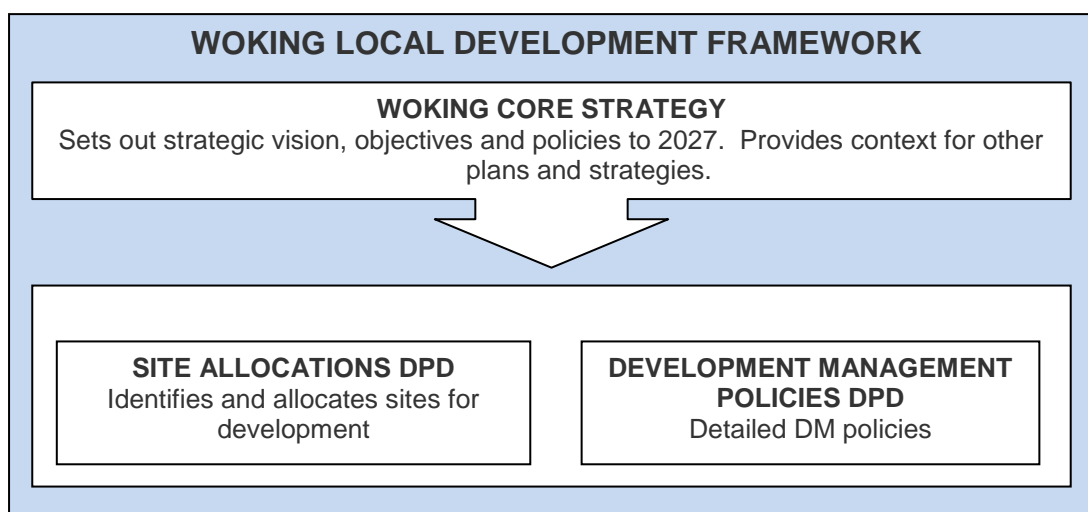 WOKING LOCAL DEVELOPMENT FRAMEWORK
WOKING CORE STRATEGY
Sets out strategic vision, objectives and policies to 2027.  Provides context for other
plans and strategies.
SITE ALLOCATIONS DPD
Identifies and allocates sites for
development
DEVELOPMENT MANAGEMENT
POLICIES DPD
Detailed DM policies